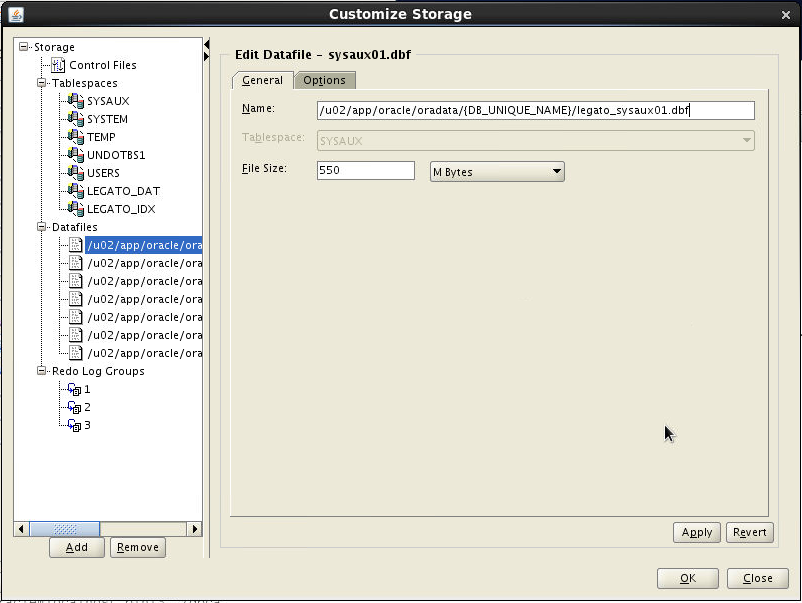 Customize Storage
Storage
Control Files
Tablespaces
SYSAUX
SYSTEM
TEMP
UNDOTBS1
USERS
LEGATO_DAT
LEGATO_IDX
Datafiles
/u02/app/oracle/ora
/u02/app/oracle/ora
/u02/app/oracle/ora
/u02/app/oracle/ora
/u02/app/oracle/ora
/u02/app/oracle/ora
/u02/app/oracle/ora
Redo Log Groups
1
2
3
Add Remove
Edit Datafile - sysaux01.dbf
General Options
Name: /u02/app/oracle/oradata/{DB_UNIQUE_NAME}/legato_sysaux01.dbf
Tablespace: SYSAUX
File Size: 550 M Bytes
Apply Revert
OK Close